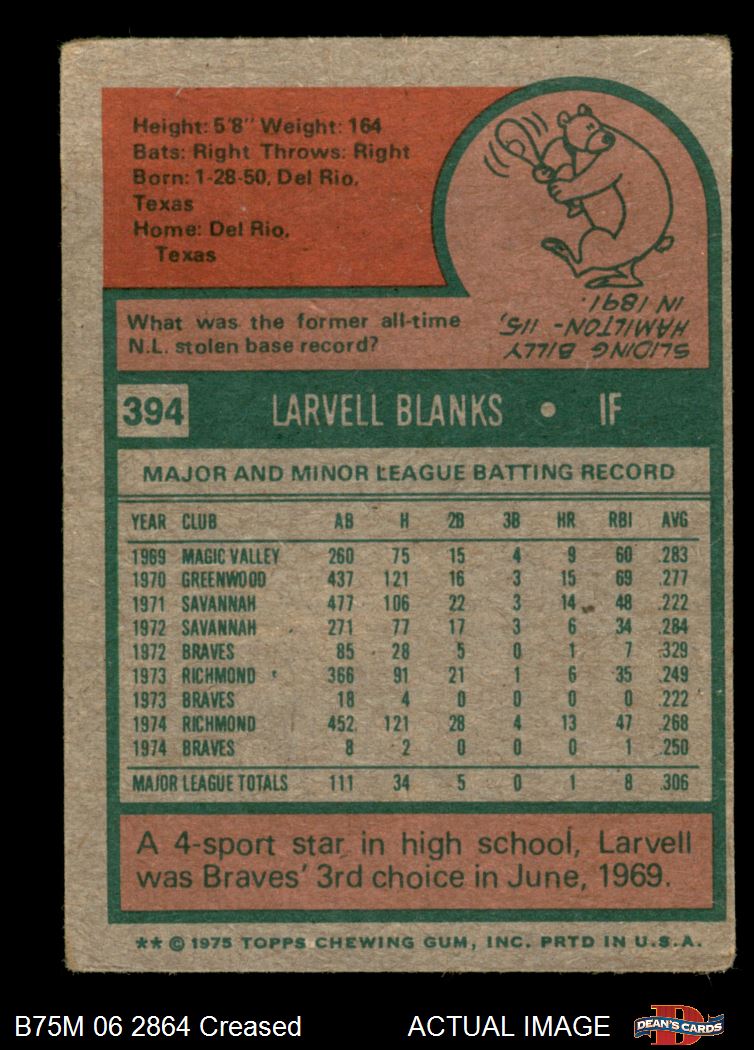 Height: 5'8" Weight: 164
Bats: Right Throws: Right
Born: 1-28-50, Del Rio,
Texas
Home: Del Rio,
Texas
What was the former all-time
N.L. stolen base record?
SLIDING BILLY
HAMILTON - 115,
IN 1891.
394 LARVELL BLANKS • IF
MAJOR AND MINOR LEAGUE BATTING RECORD
YEAR CLUB AB H 2B 3B HR RBI AVG
1969 MAGIC VALLEY 260 75 15 4 9 60 .283
1970 GREENWOOD 437 121 16 3 15 69 .277
1971 SAVANNAH 477 106 22 3 14 48 .222
1972 SAVANNAH 271 77 17 3 6 34 .284
1972 BRAVES 85 28 5 0 1 7 .329
1973 RICHMOND 366 91 21 1 6 35 .249
1973 BRAVES 18 4 0 0 0 0 .222
1974 RICHMOND 452 121 28 4 13 47 .268
1974 BRAVES 8 2 0 0 0 1 .250
MAJOR LEAGUE TOTALS 111 34 5 0 1 8 .306
A 4-sport star in high school, Larvell
was Braves' 3rd choice in June, 1969.
** © 1975 TOPPS CHEWING GUM, INC. PRTD IN U.S.A.
B75M 06 2864 Creased ACTUAL IMAGE
DEAN'S CARDS